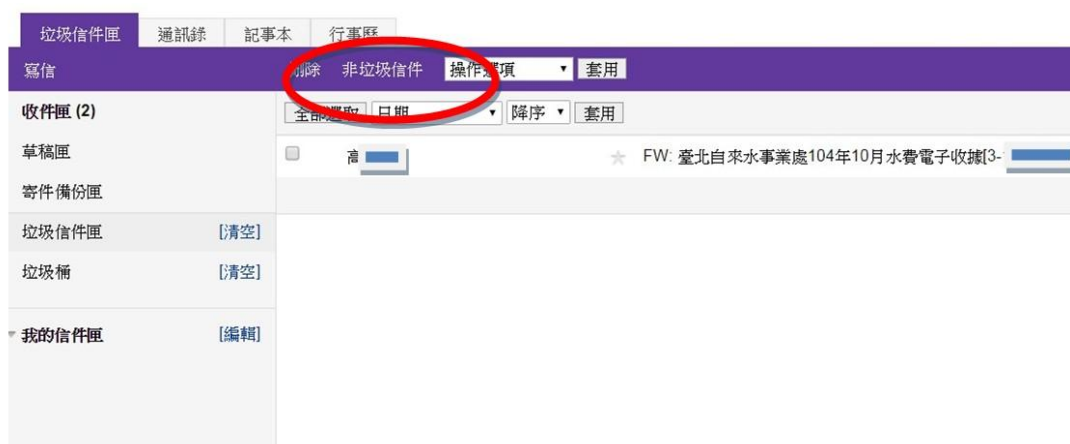 垃圾信件匣 通訊錄 記事本 行事曆
寫信 刪除 非垃圾信件 操作選項 套用
收件匣 (2) 全部選取 日期 降序 套用
草稿匣 高 FW: 臺北自來水事業處104年10月水費電子收據[3-
寄件備份匣
垃圾信件匣 [清空]
垃圾桶 [清空]
我的信件匣 [編輯]